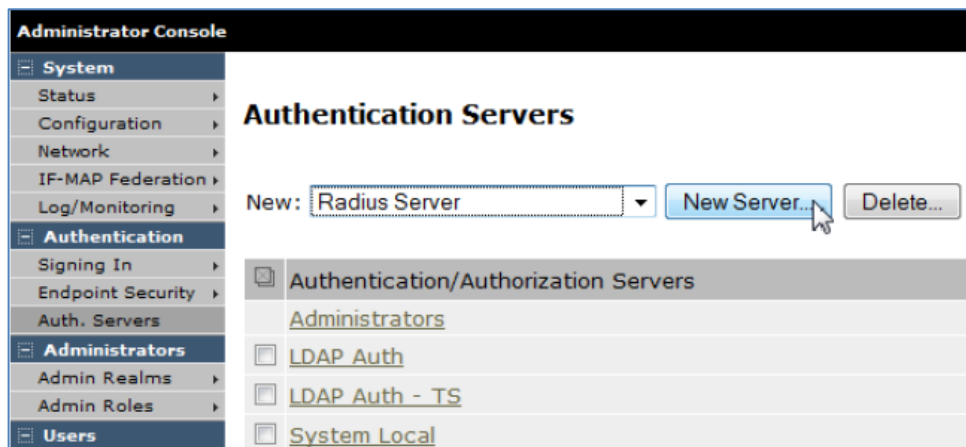 Administrator Console
System
Status
Configuration
Network
IF-MAP Federation
Log/Monitoring
Authentication
Signing In
Endpoint Security
Auth. Servers
Administrators
Admin Realms
Admin Roles
Users
Authentication Servers
New: Radius Server New Server... Delete...
Authentication/Authorization Servers
Administrators
LDAP Auth
LDAP Auth - TS
System Local